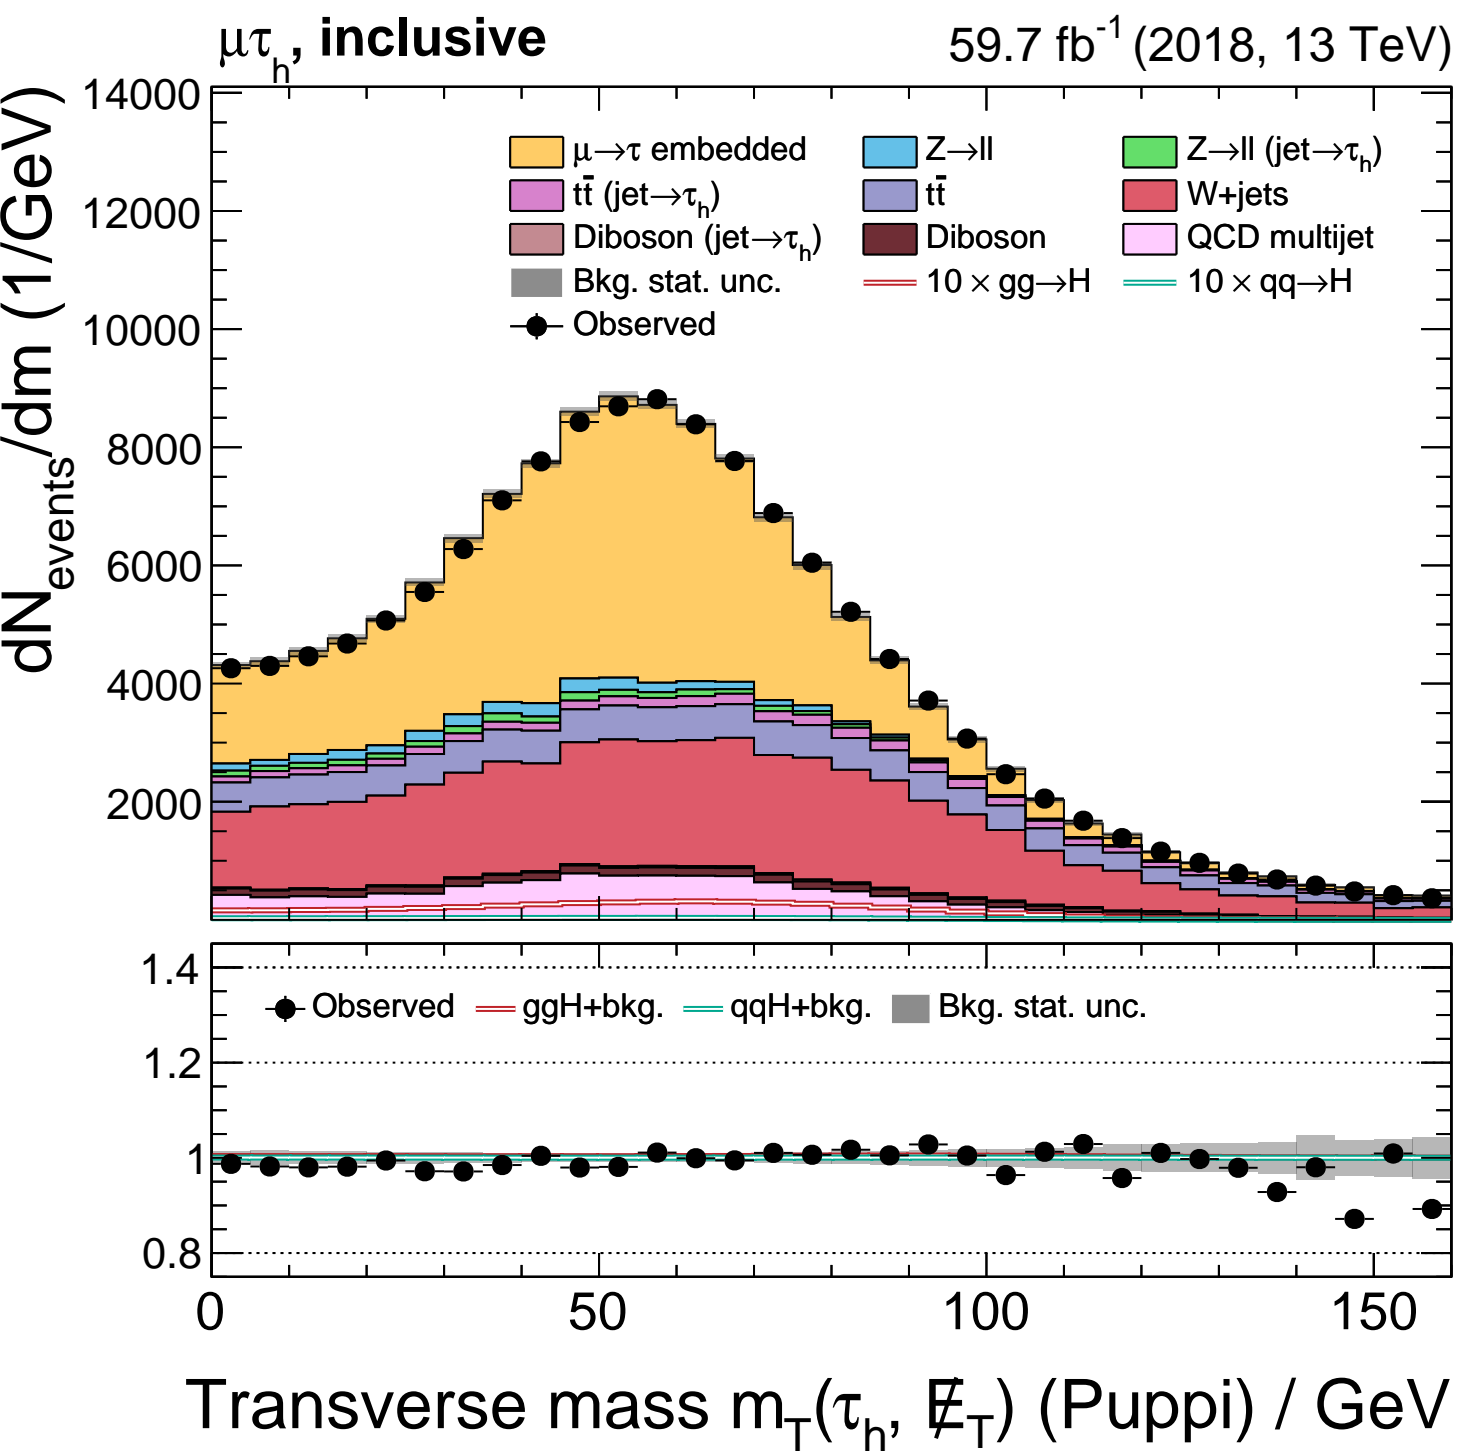 μτh, inclusive 59.7 fb-1 (2018, 13 TeV)
dNevents/dm (1/GeV)
14000
12000
10000
8000
6000
4000
2000
μ→τ embedded Z→ll Z→ll (jet→τh)
tt̄ (jet→τh) tt̄ W+jets
Diboson (jet→τh) Diboson QCD multijet
Bkg. stat. unc. 10 × gg→H 10 × qq→H
Observed
1.4
1.2
1
0.8
Observed ggH+bkg. qqH+bkg. Bkg. stat. unc.
0 50 100 150
Transverse mass mT(τh, E̸T) (Puppi) / GeV